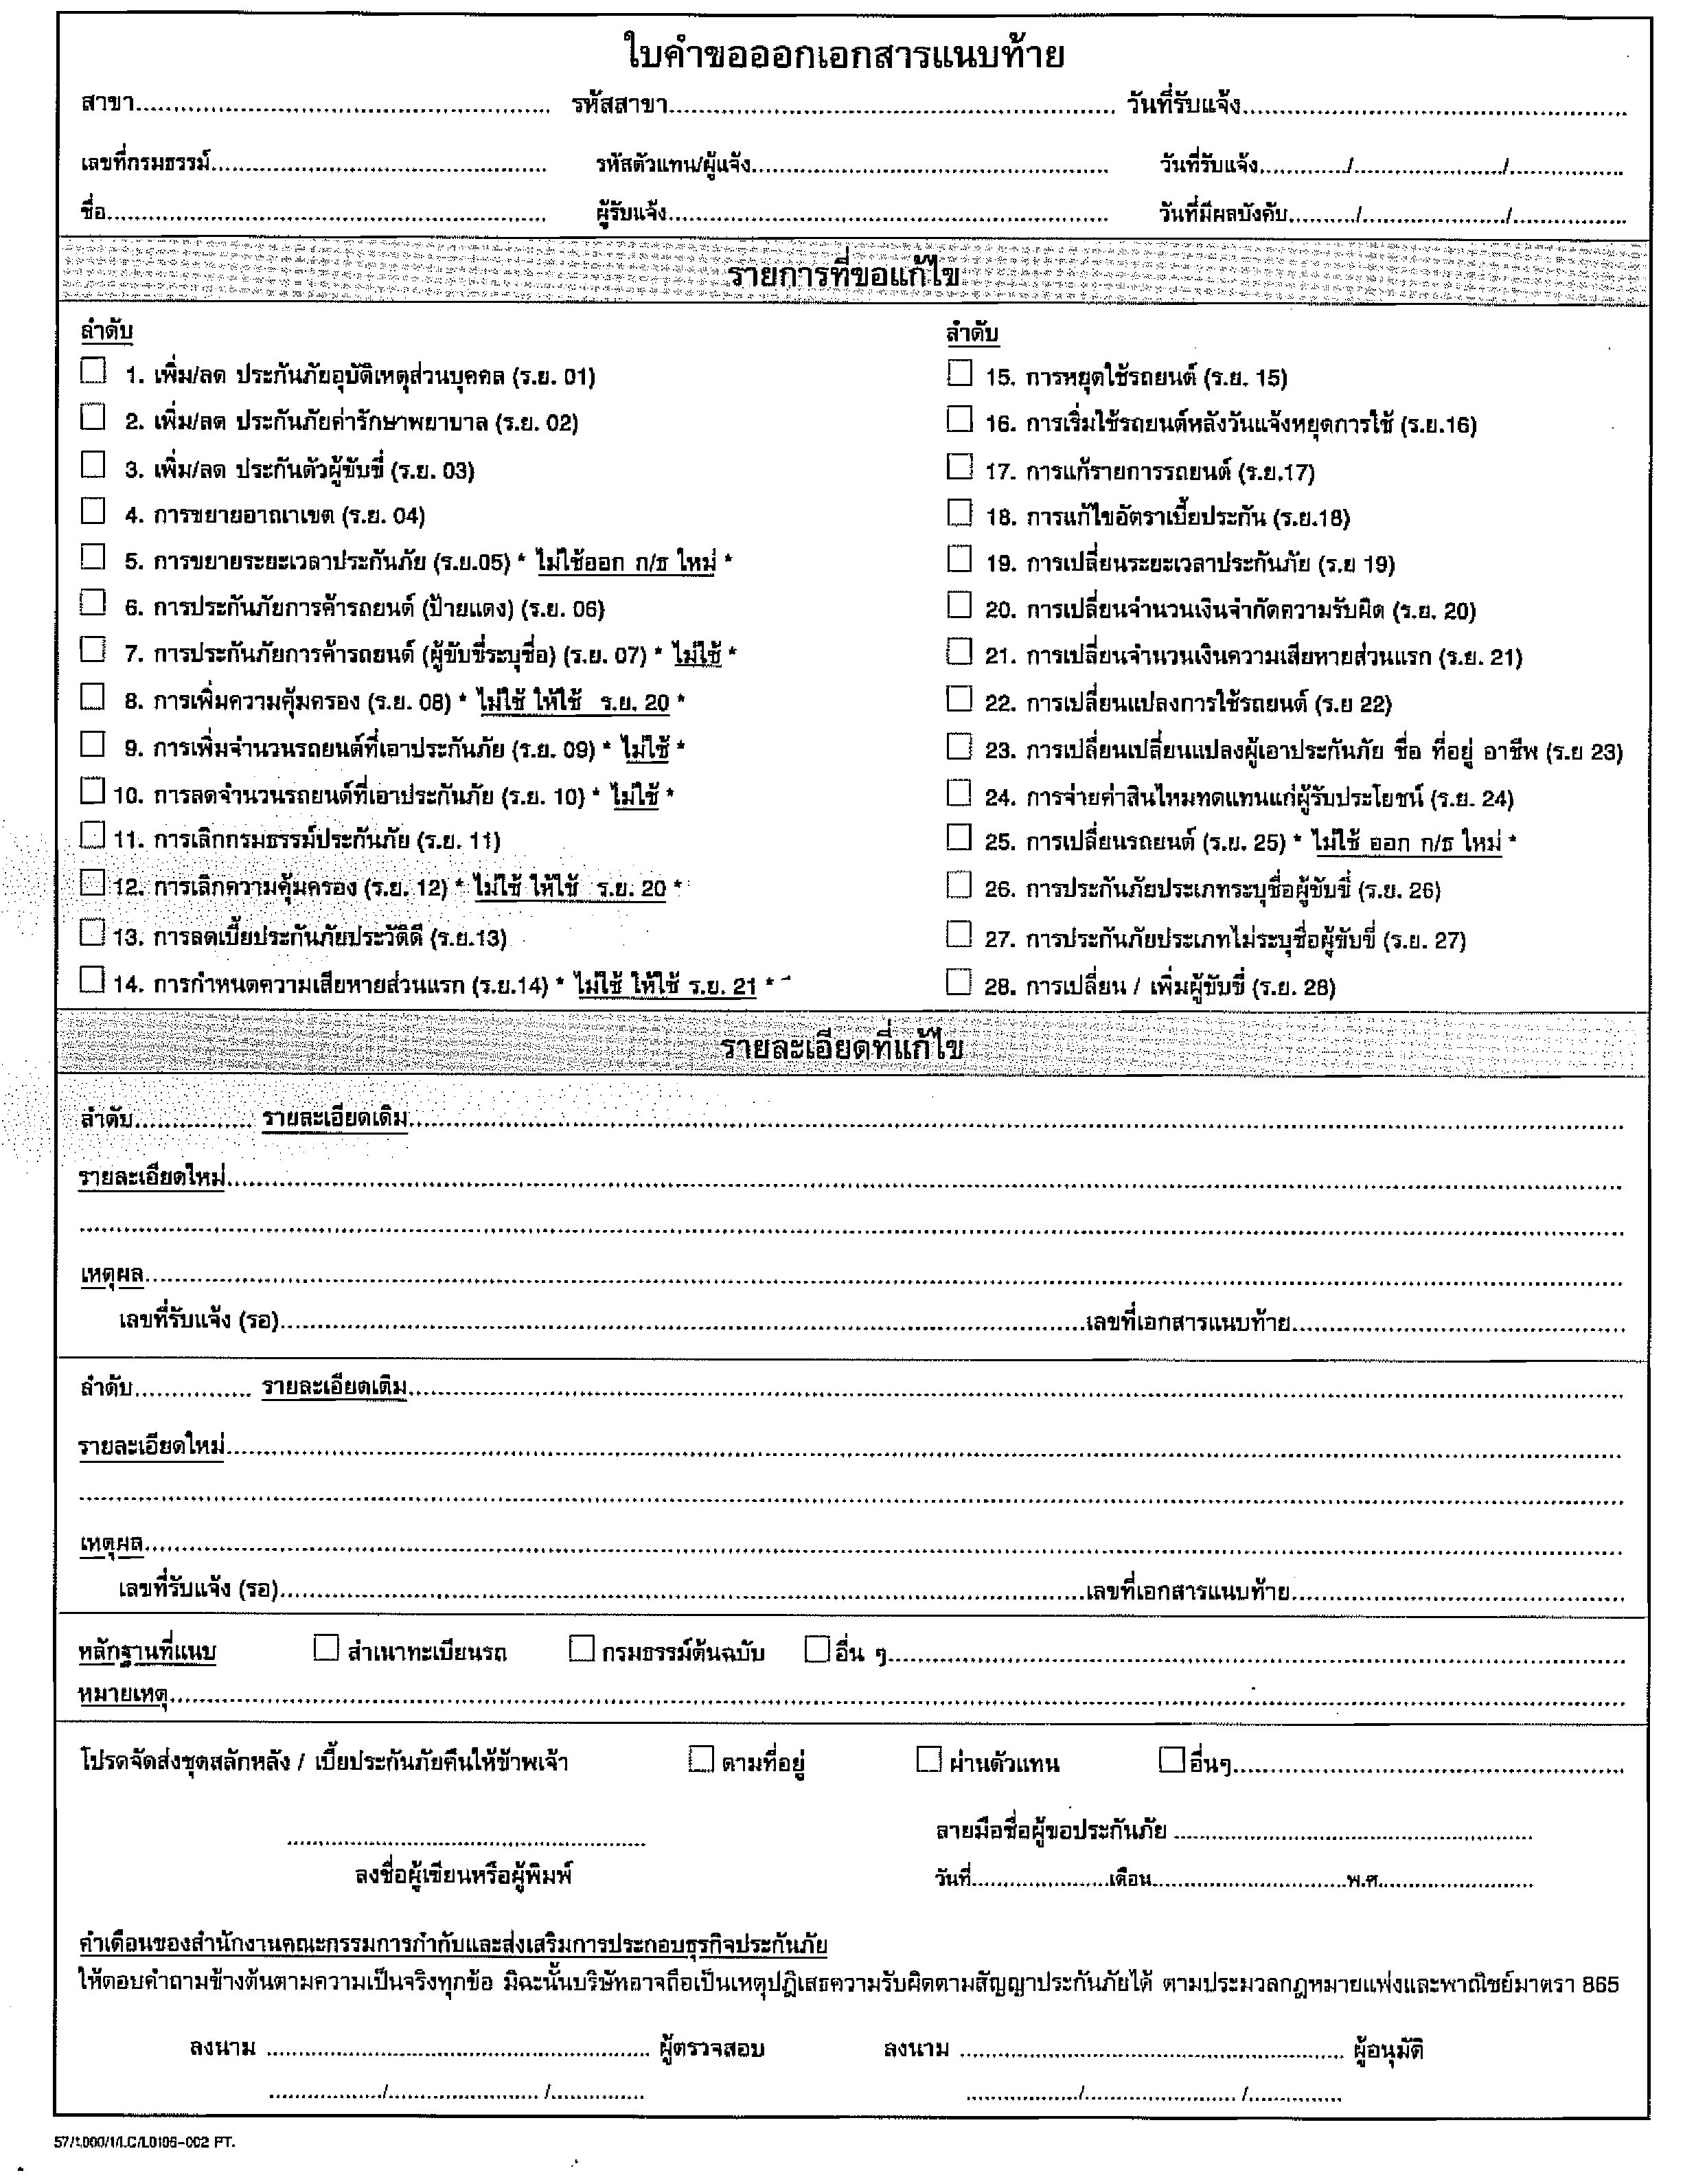 ใบคำขอออกเอกสารแนบท้าย
สาขา.................... รหัสสาขา.................... วันที่รับแจ้ง....................
เลขที่กรมธรรม์.................... รหัสตัวแทน/ผู้แจ้ง.................... วันที่รับแจ้ง........../........../..........
ชื่อ.................... ผู้รับแจ้ง.................... วันที่มีผลบังคับ........../........../..........
รายการที่ขอแก้ไข
ลำดับ
☐ 1. เพิ่ม/ลด ประกันภัยอุบัติเหตุส่วนบุคคล (ร.ย. 01)
☐ 2. เพิ่ม/ลด ประกันภัยค่ารักษาพยาบาล (ร.ย. 02)
☐ 3. เพิ่ม/ลด ประกันตัวผู้ขับขี่ (ร.ย. 03)
☐ 4. การขยายอาณาเขต (ร.ย. 04)
☐ 5. การขยายระยะเวลาประกันภัย (ร.ย.05) * ไม่ใช้ออก ก/ธ ใหม่ *
☐ 6. การประกันภัยการค้ารถยนต์ (ป้ายแดง) (ร.ย. 06)
☐ 7. การประกันภัยการค้ารถยนต์ (ผู้ขับขี่ระบุชื่อ) (ร.ย. 07) * ไม่ใช้ *
☐ 8. การเพิ่มความคุ้มครอง (ร.ย. 08) * ไม่ใช้ ให้ใช้ ร.ย. 20 *
☐ 9. การเพิ่มจำนวนรถยนต์ที่เอาประกันภัย (ร.ย. 09) * ไม่ใช้ *
☐ 10. การลดจำนวนรถยนต์ที่เอาประกันภัย (ร.ย. 10) * ไม่ใช้ *
☐ 11. การเลิกกรมธรรม์ประกันภัย (ร.ย. 11)
☐ 12. การเลิกความคุ้มครอง (ร.ย. 12) * ไม่ใช้ ให้ใช้ ร.ย. 20 *
☐ 13. การลดเบี้ยประกันภัยประวัติดี (ร.ย.13)
☐ 14. การกำหนดความเสียหายส่วนแรก (ร.ย.14) * ไม่ใช้ ให้ใช้ ร.ย. 21 *
ลำดับ
☐ 15. การหยุดใช้รถยนต์ (ร.ย. 15)
☐ 16. การเริ่มใช้รถยนต์หลังวันแจ้งหยุดการใช้ (ร.ย.16)
☐ 17. การแก้รายการรถยนต์ (ร.ย.17)
☐ 18. การแก้ไขอัตราเบี้ยประกัน (ร.ย.18)
☐ 19. การเปลี่ยนระยะเวลาประกันภัย (ร.ย 19)
☐ 20. การเปลี่ยนจำนวนเงินจำกัดความรับผิด (ร.ย. 20)
☐ 21. การเปลี่ยนจำนวนเงินความเสียหายส่วนแรก (ร.ย. 21)
☐ 22. การเปลี่ยนแปลงการใช้รถยนต์ (ร.ย 22)
☐ 23. การเปลี่ยนเปลี่ยนแปลงผู้เอาประกันภัย ชื่อ ที่อยู่ อาชีพ (ร.ย 23)
☐ 24. การจ่ายค่าสินไหมทดแทนแก่ผู้รับประโยชน์ (ร.ย. 24)
☐ 25. การเปลี่ยนรถยนต์ (ร.ย. 25) * ไม่ใช้ ออก ก/ธ ใหม่ *
☐ 26. การประกันภัยประเภทระบุชื่อผู้ขับขี่ (ร.ย. 26)
☐ 27. การประกันภัยประเภทไม่ระบุชื่อผู้ขับขี่ (ร.ย. 27)
☐ 28. การเปลี่ยน / เพิ่มผู้ขับขี่ (ร.ย. 28)
รายละเอียดที่แก้ไข
ลำดับ.......... รายละเอียดเดิม....................
รายละเอียดใหม่....................
....................
เหตุผล....................
เลขที่รับแจ้ง (รอ)....................เลขที่เอกสารแนบท้าย....................
ลำดับ.......... รายละเอียดเดิม....................
รายละเอียดใหม่....................
....................
เหตุผล....................
เลขที่รับแจ้ง (รอ)....................เลขที่เอกสารแนบท้าย....................
หลักฐานที่แนบ ☐ สำเนาทะเบียนรถ ☐ กรมธรรม์ต้นฉบับ ☐ อื่น ๆ....................
หมายเหตุ....................
โปรดจัดส่งชุดสลักหลัง / เบี้ยประกันภัยคืนให้ข้าพเจ้า ☐ ตามที่อยู่ ☐ ผ่านตัวแทน ☐ อื่นๆ....................
.................... ลายมือชื่อผู้ขอประกันภัย ....................
ลงชื่อผู้เขียนหรือผู้พิมพ์ วันที่..........เดือน..........พ.ศ...........
คำเตือนของสำนักงานคณะกรรมการกำกับและส่งเสริมการประกอบธุรกิจประกันภัย
ให้ตอบคำถามข้างต้นตามความเป็นจริงทุกข้อ มิฉะนั้นบริษัทอาจถือเป็นเหตุปฏิเสธความรับผิดตามสัญญาประกันภัยได้ ตามประมวลกฎหมายแพ่งและพาณิชย์มาตรา 865
ลงนาม .................... ผู้ตรวจสอบ ลงนาม .................... ผู้อนุมัติ
........../........../.......... ........../........../..........
57/1,000/1/LC/L0105-002 PT.